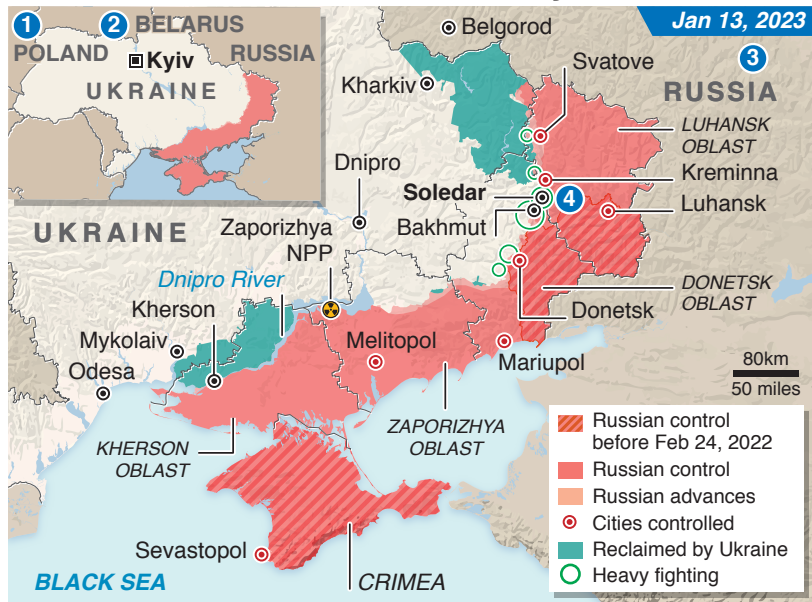 Jan 13, 2023
1
2
BELARUS
POLAND
Kyiv
RUSSIA
UKRAINE
Belgorod
3
RUSSIA
Svatove
Kharkiv
LUHANSK
OBLAST
Kreminna
Dnipro
Soledar
4
Luhansk
Bakhmut
UKRAINE
Zaporizhya
NPP
Dnipro River
DONETSK
OBLAST
Kherson
Donetsk
Mykolaiv
Melitopol
Mariupol
Odesa
80km
50 miles
KHERSON
OBLAST
ZAPORIZHYA
OBLAST
Russian control
before Feb 24, 2022
Russian control
Russian advances
Cities controlled
Reclaimed by Ukraine
Heavy fighting
Sevastopol
BLACK SEA
CRIMEA